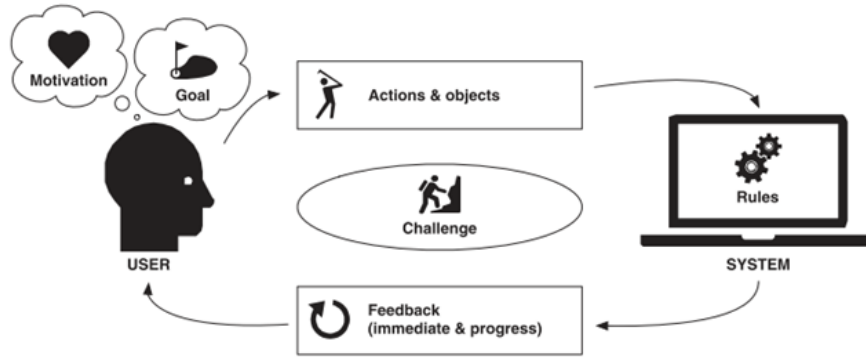 Motivation
Goal
Actions & objects
Rules
Challenge
USER
SYSTEM
Feedback
(immediate & progress)